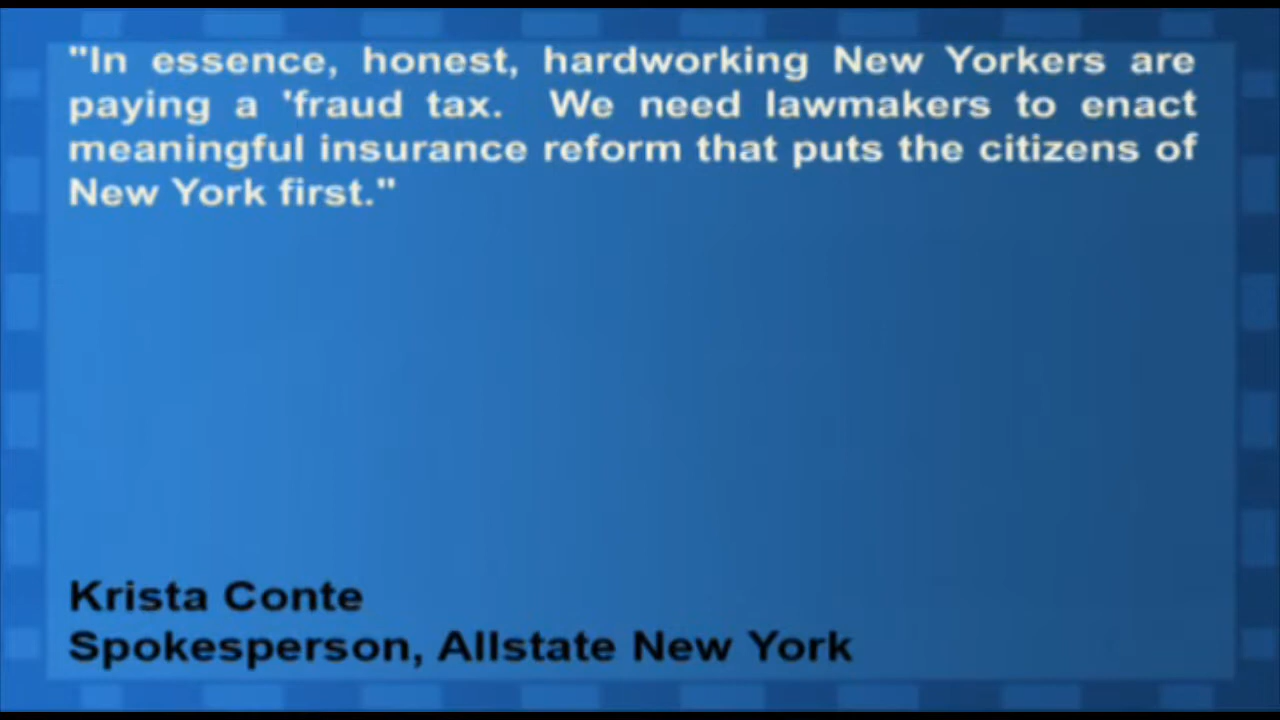 "In essence, honest, hardworking New Yorkers are
paying a 'fraud tax. We need lawmakers to enact
meaningful insurance reform that puts the citizens of
New York first."
Krista Conte
Spokesperson, Allstate New York